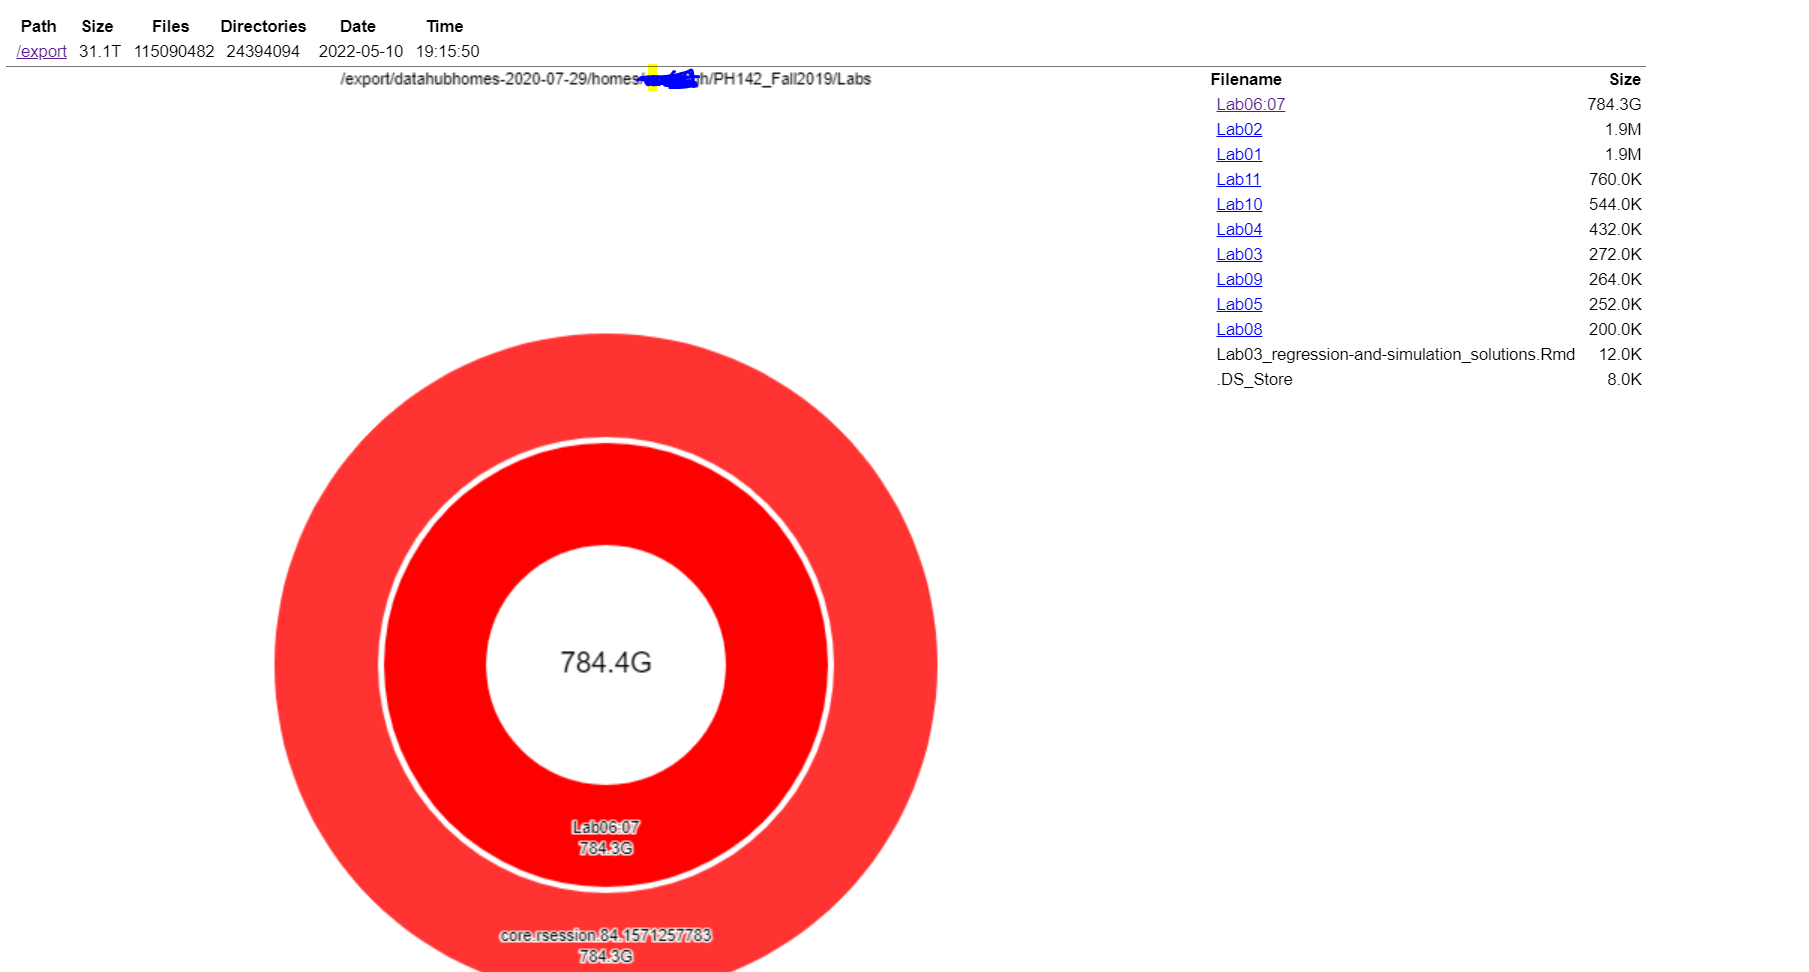 Path Size Files Directories Date Time
/export 31.1T 115090482 24394094 2022-05-10 19:15:50
/export/datahubhomes-2020-07-29/homes/ h/PH142_Fall2019/Labs
Filename Size
Lab06:07 784.3G
Lab02 1.9M
Lab01 1.9M
Lab11 760.0K
Lab10 544.0K
Lab04 432.0K
Lab03 272.0K
Lab09 264.0K
Lab05 252.0K
Lab08 200.0K
Lab03_regression-and-simulation_solutions.Rmd 12.0K
.DS_Store 8.0K
784.4G
Lab06:07
784.3G
core.rsession.84.1571257783
784.3G